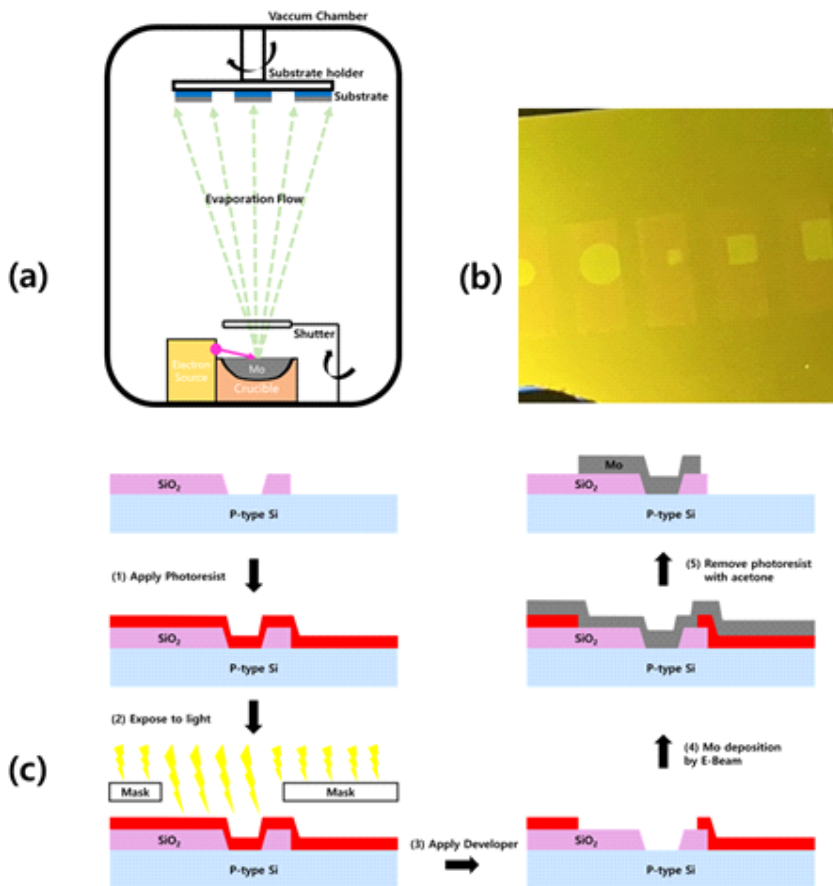 Vaccum Chamber
Substrate holder
Substrate
Evaporation Flow
(a)
Shutter
Electron
Source
Mo
Crucible
(b)
SiO2
P-type Si
(1) Apply Photoresist
SiO2
P-type Si
(2) Expose to light
(c)
Mask
Mask
SiO2
P-type Si
(3) Apply Developer
SiO2
P-type Si
(4) Mo deposition
by E-Beam
SiO2
P-type Si
(5) Remove photoresist
with acetone
Mo
SiO2
P-type Si